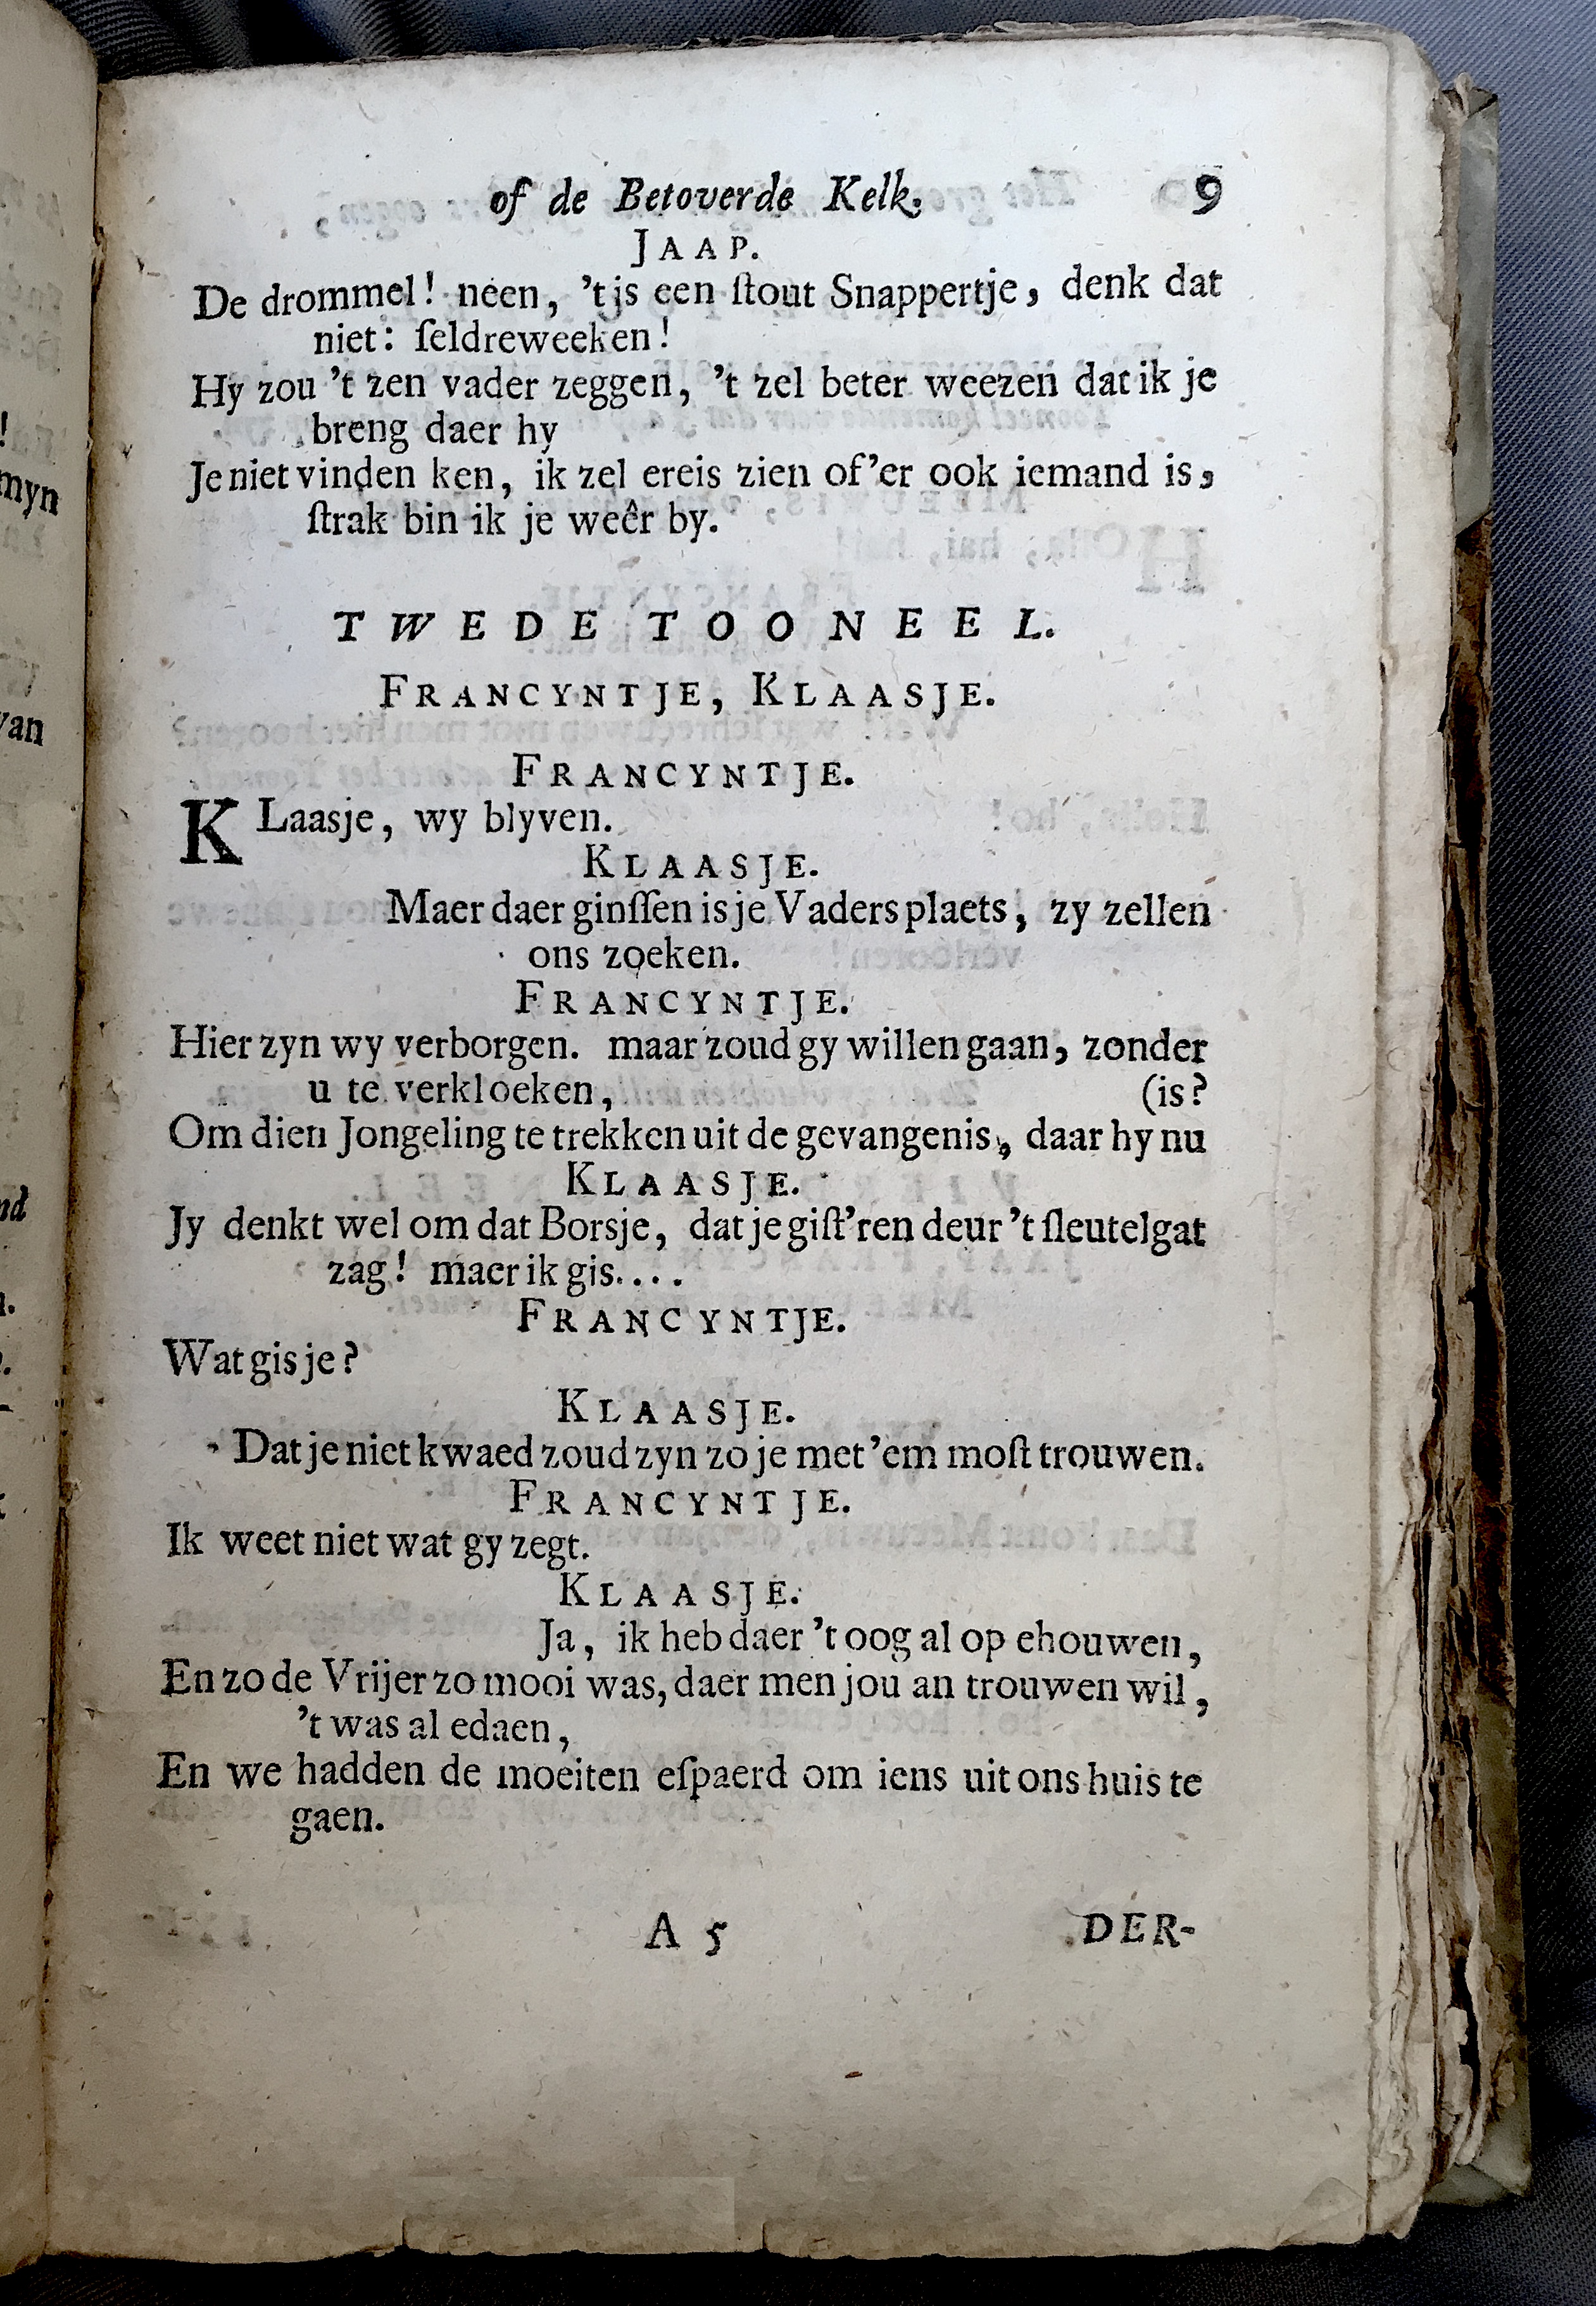 of de Betoverde Kelk. 9
JAAP.
De drommel! neen, 'tjs een ſtout Snappertje, denk dat
niet: ſeldreweeken!
Hy zou 't zen vader zeggen, 't zel beter weezen dat ik je
breng daer hy
Je niet vinden ken, ik zel ereis zien of 'er ook iemand is,
ſtrak bin ik je weêr by.
TWEDE TOONEEL.
FRANCYNTJE, KLAASJE.
FRANCYNTJE.
KLaasje, wy blyven.
KLAASJE.
Maer daer ginſſen is je Vaders plaets, zy zellen
ons zoeken.
FRANCYNTJE.
Hier zyn wy verborgen. maar zoud gy willen gaan, zonder
u te verkloeken, (is?
Om dien Jongeling te trekken uit de gevangenis, daar hy nu
KLAASJE.
Jy denkt wel om dat Borsje, dat je giſt'ren deur 't ſleutelgat
zag! maer ik gis....
FRANCYNTJE.
Wat gis je?
KLAASJE.
Dat je niet kwaed zoud zyn zo je met 'em moſt trouwen.
FRANCYNTJE.
Ik weet niet wat gy zegt.
KLAASJE.
Ja, ik heb daer 't oog al op ehouwen,
En zo de Vrijer zo mooi was, daer men jou an trouwen wil,
't was al edaen,
En we hadden de moeiten eſpaerd om iens uit ons huis te
gaen.
A 5 DER-